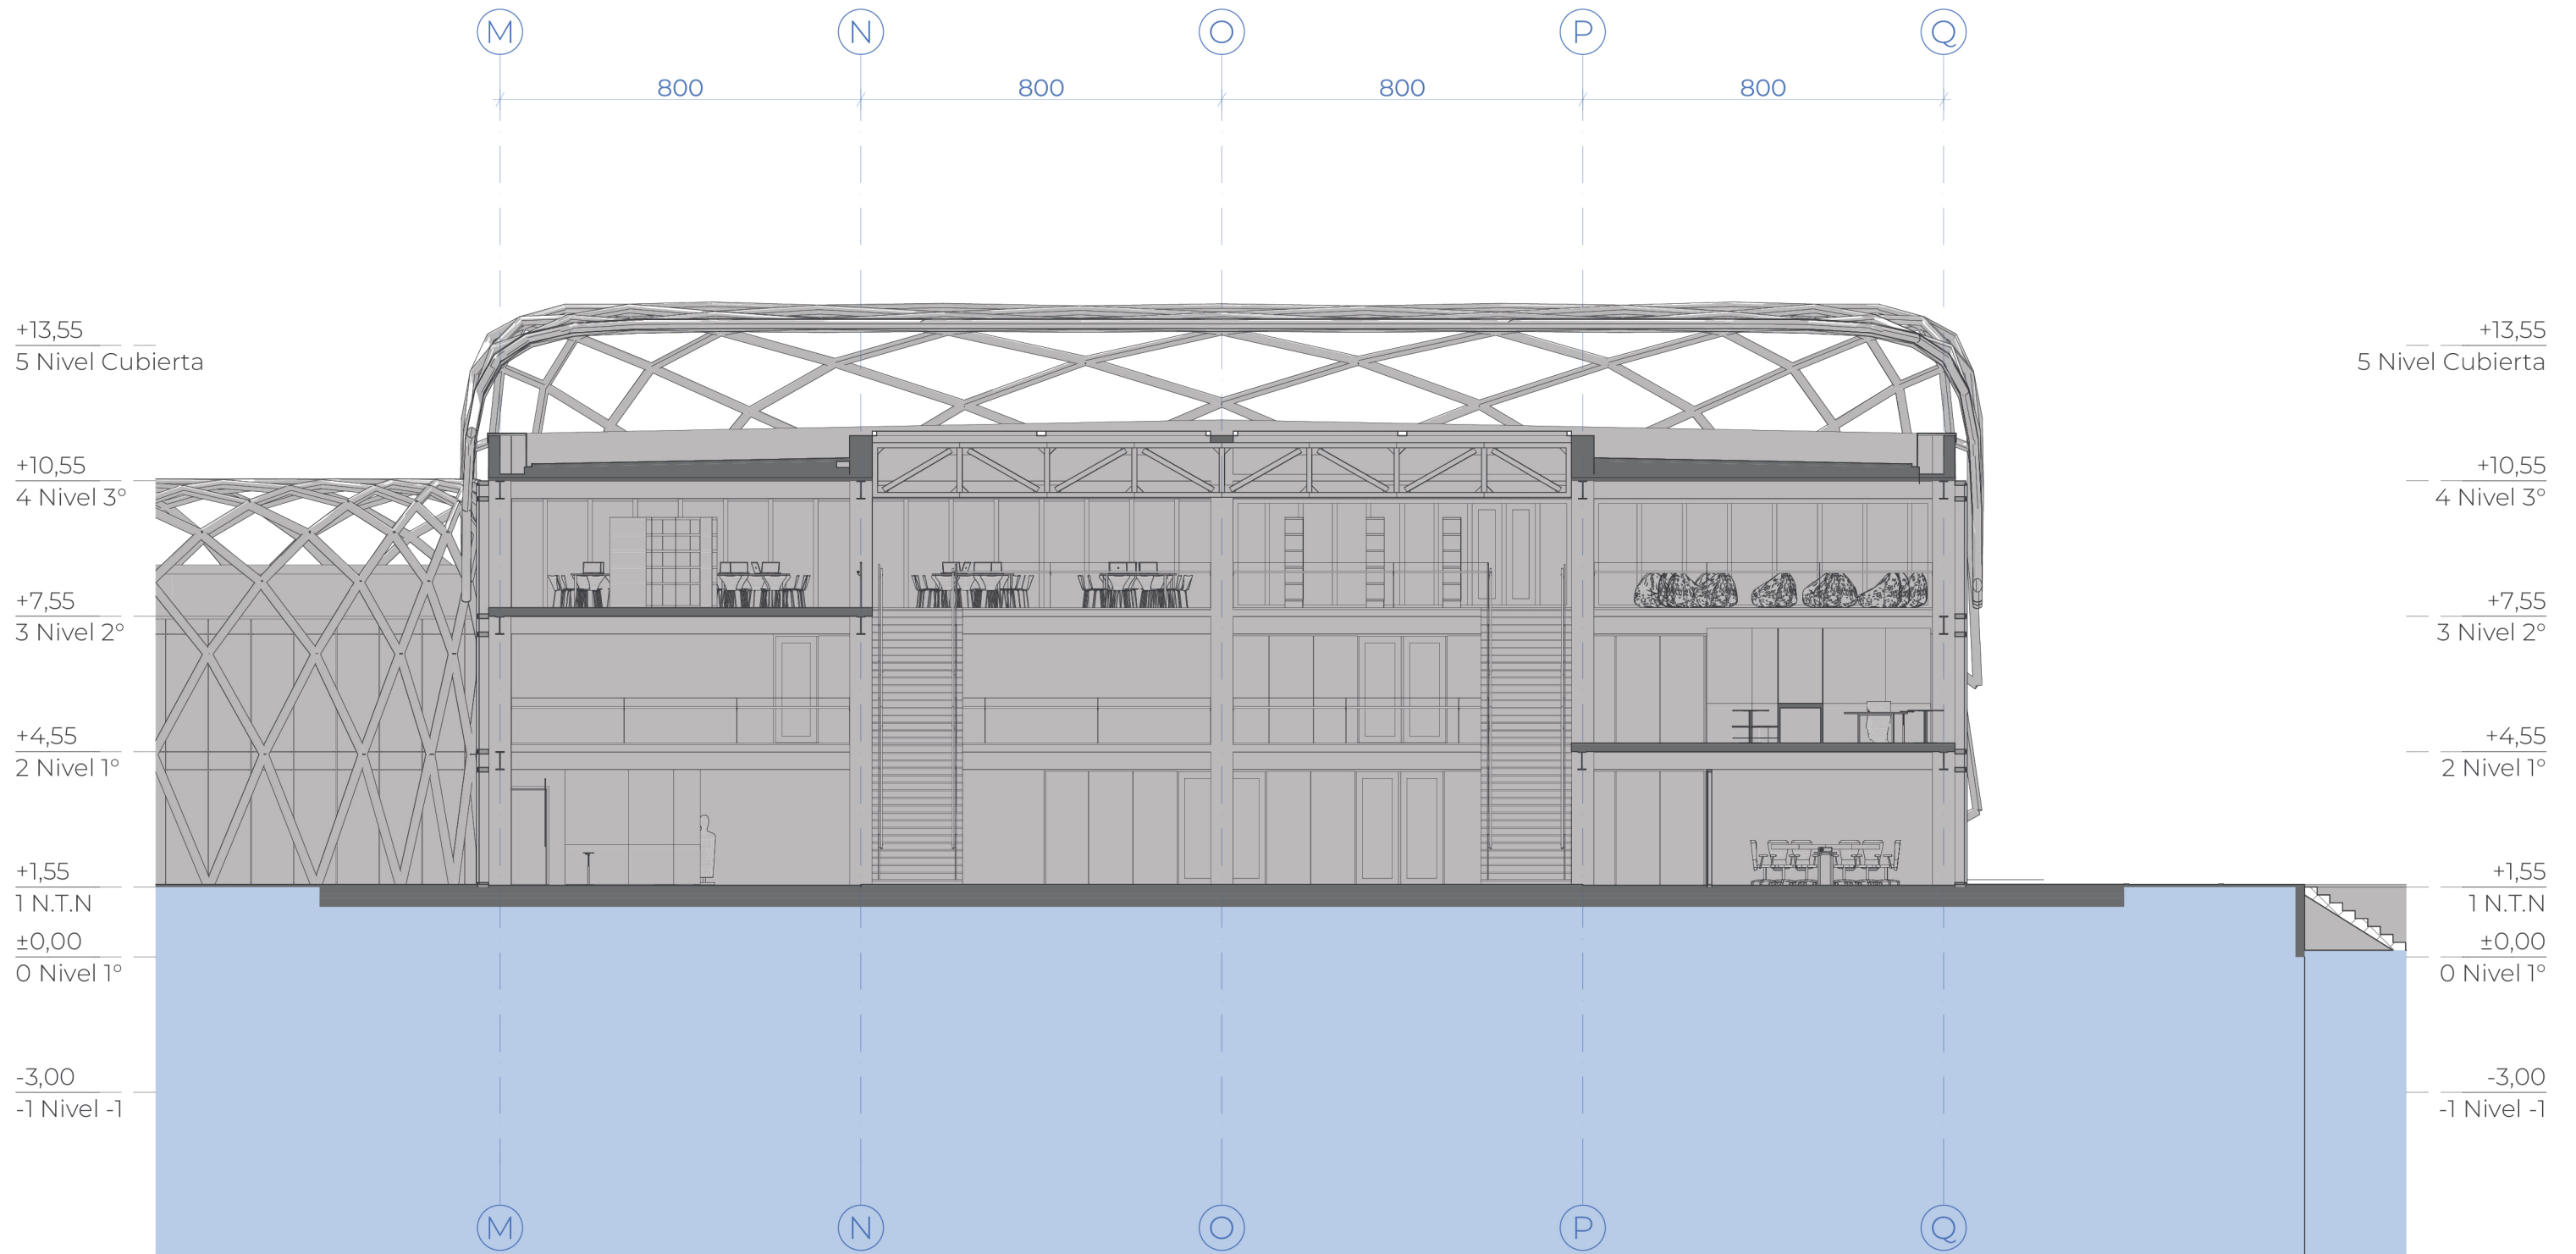 M N O P Q
800 800 800 800
+13,55 +13,55
5 Nivel Cubierta 5 Nivel Cubierta
+10,55 +10,55
4 Nivel 3° 4 Nivel 3°
+7,55 +7,55
3 Nivel 2° 3 Nivel 2°
+4,55 +4,55
2 Nivel 1° 2 Nivel 1°
+1,55 +1,55
1 N.T.N 1 N.T.N
±0,00 ±0,00
0 Nivel 1° 0 Nivel 1°
-3,00 -3,00
-1 Nivel -1 -1 Nivel -1
M N O P Q